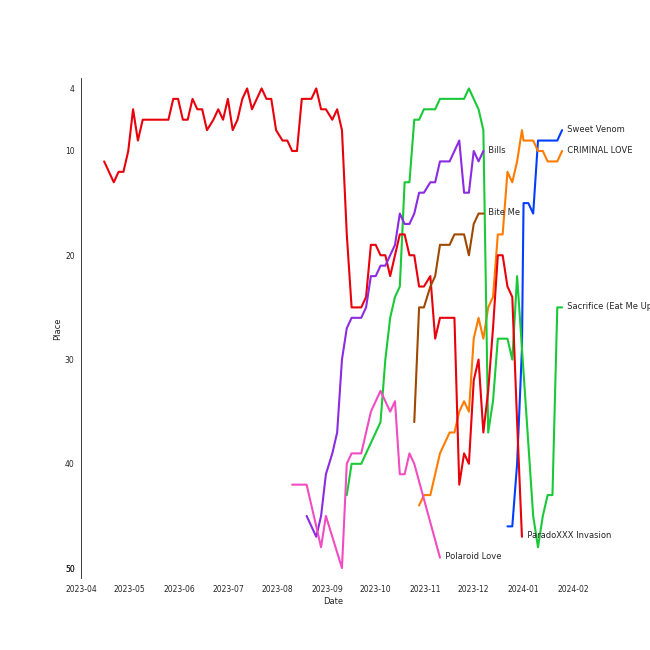 4
10
20
30
40
50
Place
Sweet Venom
CRIMINAL LOVE
Bills
Bite Me
Sacrifice (Eat Me Up
ParadoXXX Invasion
Polaroid Love
2023-04 2023-05 2023-06 2023-07 2023-08 2023-09 2023-10 2023-11 2023-12 2024-01 2024-02
Date